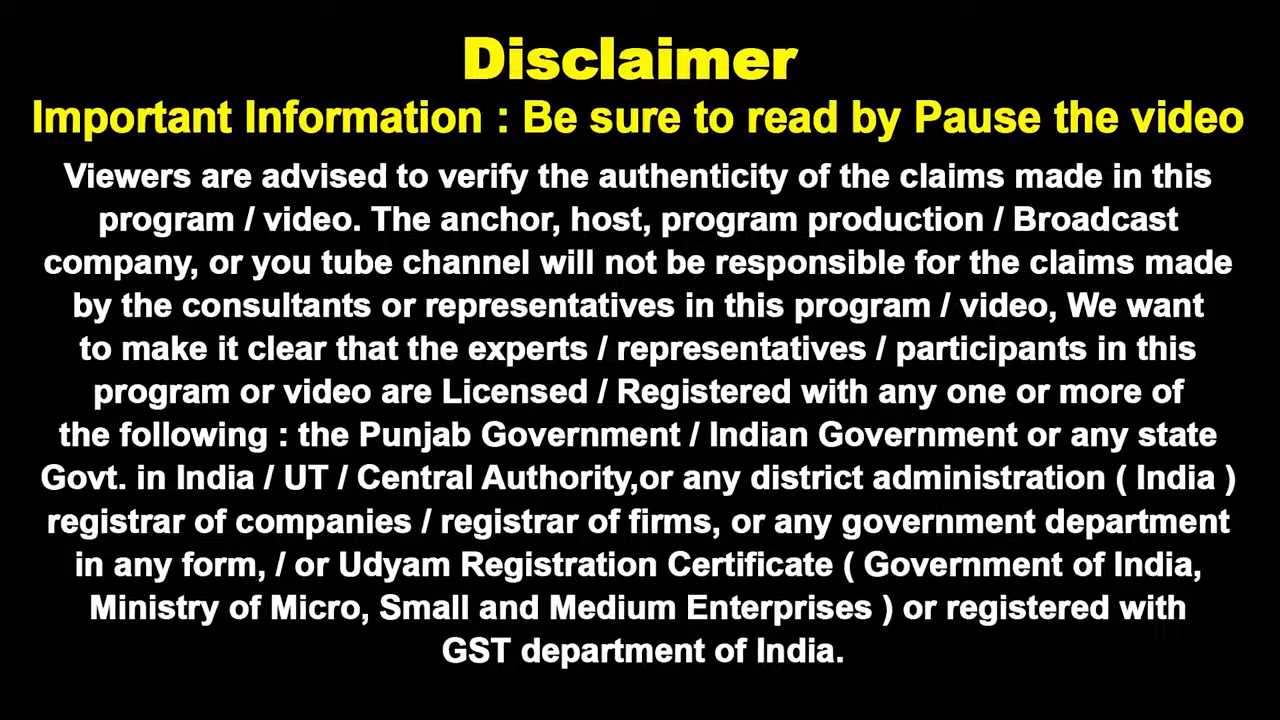 Disclaimer
Important Information : Be sure to read by Pause the video
Viewers are advised to verify the authenticity of the claims made in this
program / video. The anchor, host, program production / Broadcast
company, or you tube channel will not be responsible for the claims made
by the consultants or representatives in this program / video, We want
to make it clear that the experts / representatives / participants in this
program or video are Licensed / Registered with any one or more of
the following : the Punjab Government / Indian Government or any state
Govt. in India / UT / Central Authority,or any district administration ( India )
registrar of companies / registrar of firms, or any government department
in any form, / or Udyam Registration Certificate ( Government of India,
Ministry of Micro, Small and Medium Enterprises ) or registered with
GST department of India.